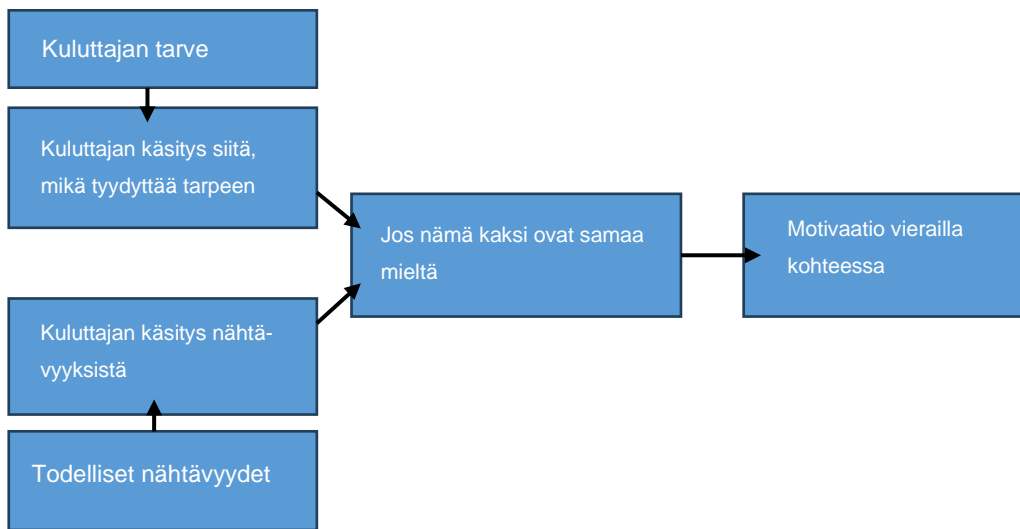 Kuluttajan tarve
Kuluttajan käsitys siitä,
mikä tyydyttää tarpeen
Jos nämä kaksi ovat samaa
mieltä
Motivaatio vierailla
kohteessa
Kuluttajan käsitys nähtä-
vyyksistä
Todelliset nähtävyydet